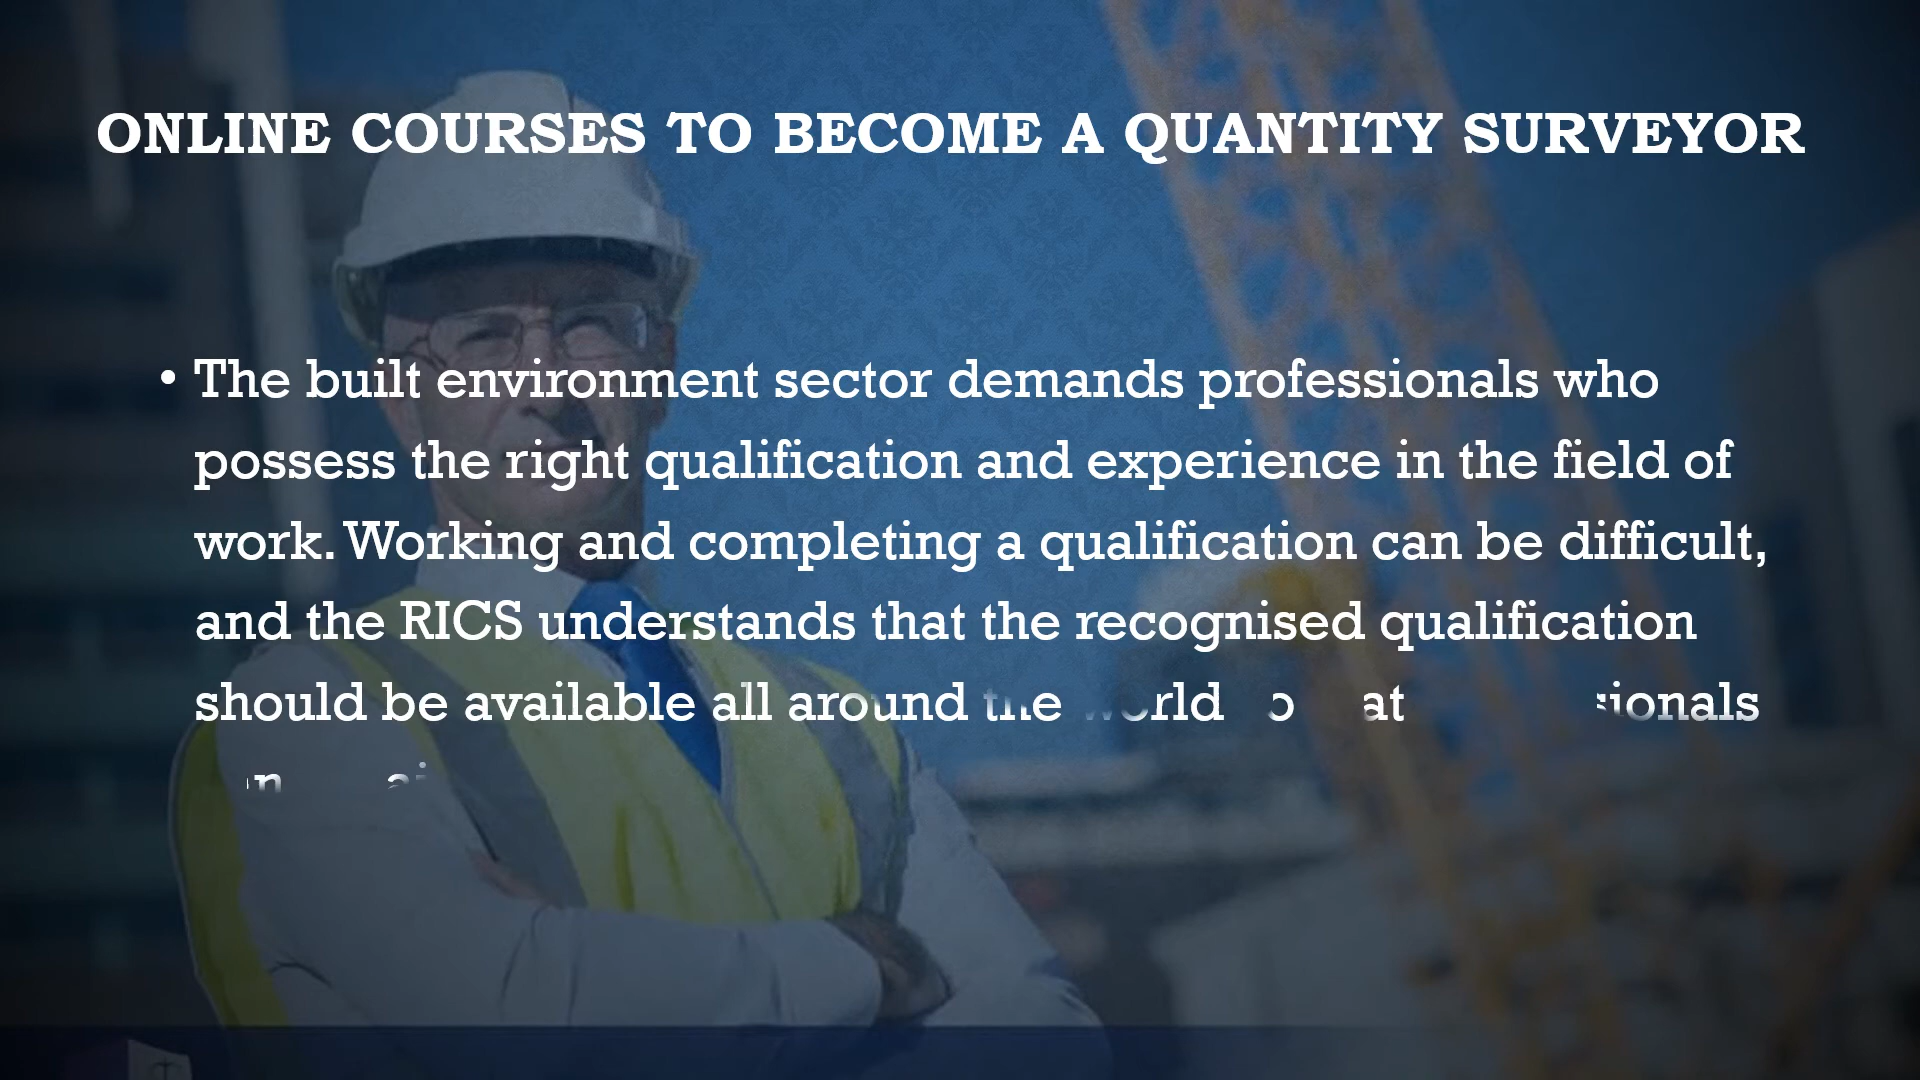 ONLINE COURSES TO BECOME A QUANTITY SURVEYOR
• The built environment sector demands professionals who
possess the right qualification and experience in the field of
work. Working and completing a qualification can be difficult,
and the RICS understands that the recognised qualification
should be available all around the world